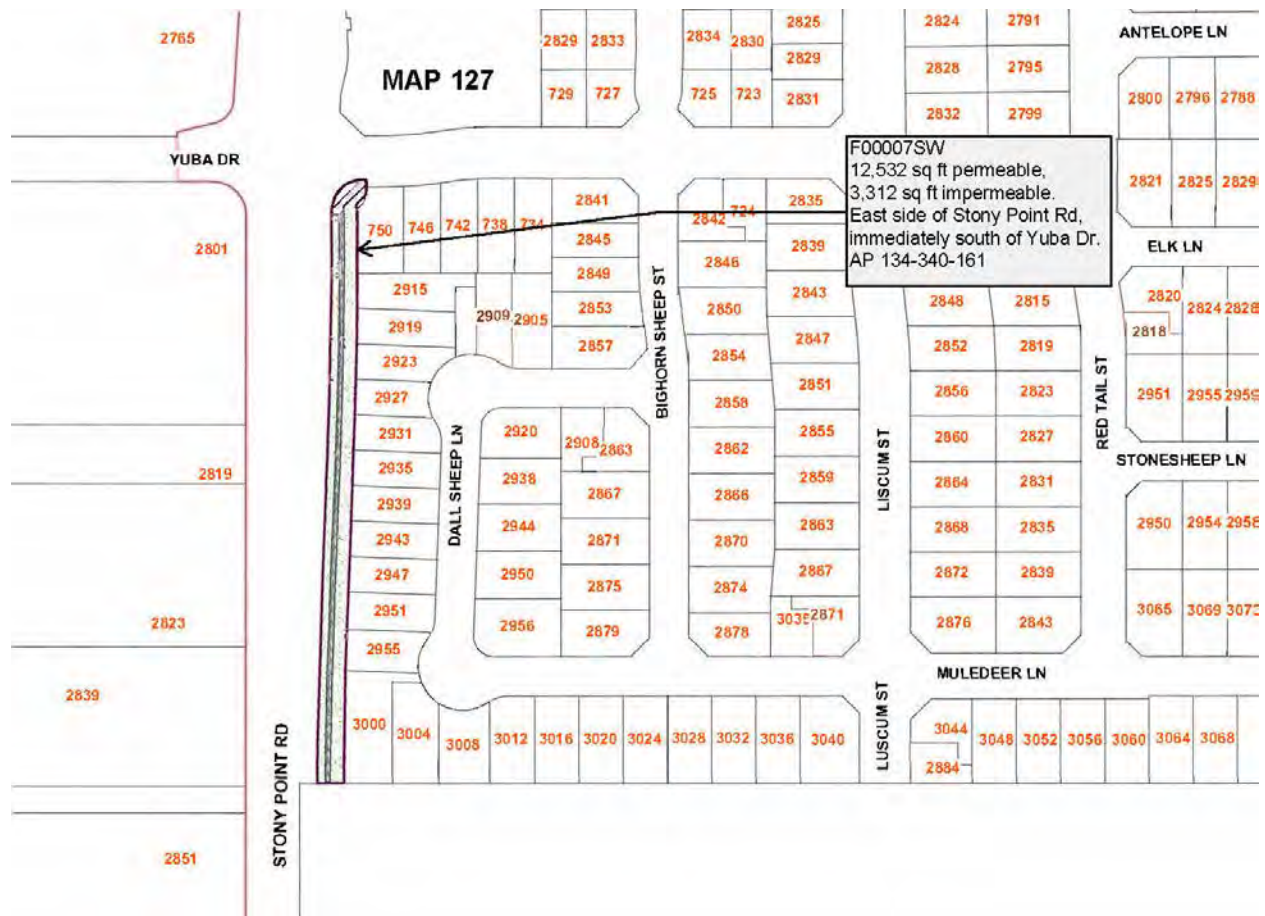 2765
2829 2833
2834 2830
2825
2824 2791
ANTELOPE LN
MAP 127
2829
2828 2795
729 727
725 723
2831
2800 2796 2788
2832 2799
YUBA DR
F00007SW
12,532 sq ft permeable,
3,312 sq ft impermeable.
East side of Stony Point Rd,
immediately south of Yuba Dr.
AP 134-340-161
2821 2825 2829
2841
2835
750 746 742 738 734
2842 724
2801
2845
2839
ELK LN
2846
2849
2915
2843
2848 2815
2820 2824 2828
2909 2905
2853
2850
2919
2818
2857
2847
2852 2819
2923
2854
BIGHORN SHEEP ST
RED TAIL ST
2927
2851
2856 2823
2951 2955 2959
2858
2931
2920
2908 2863
2862
2855
2860 2827
STONESHEEP LN
2819
2935
2938
2859
2864 2831
DALL SHEEP LN
LISCUM ST
2939
2867
2866
2944
2863
2868 2835
2950 2954 2958
2943
2871
2870
2947
2950
2875
2874
2867
2872 2839
2951
2956
2879
2878
3035 2871
2876 2843
3065 3069 3073
2823
2955
MULEDEER LN
2839
3000 3004 3008 3012 3016 3020 3024 3028 3032 3036 3040
3044 3048 3052 3056 3060 3064 3068
2884
LUSCUM ST
STONY POINT RD
2851